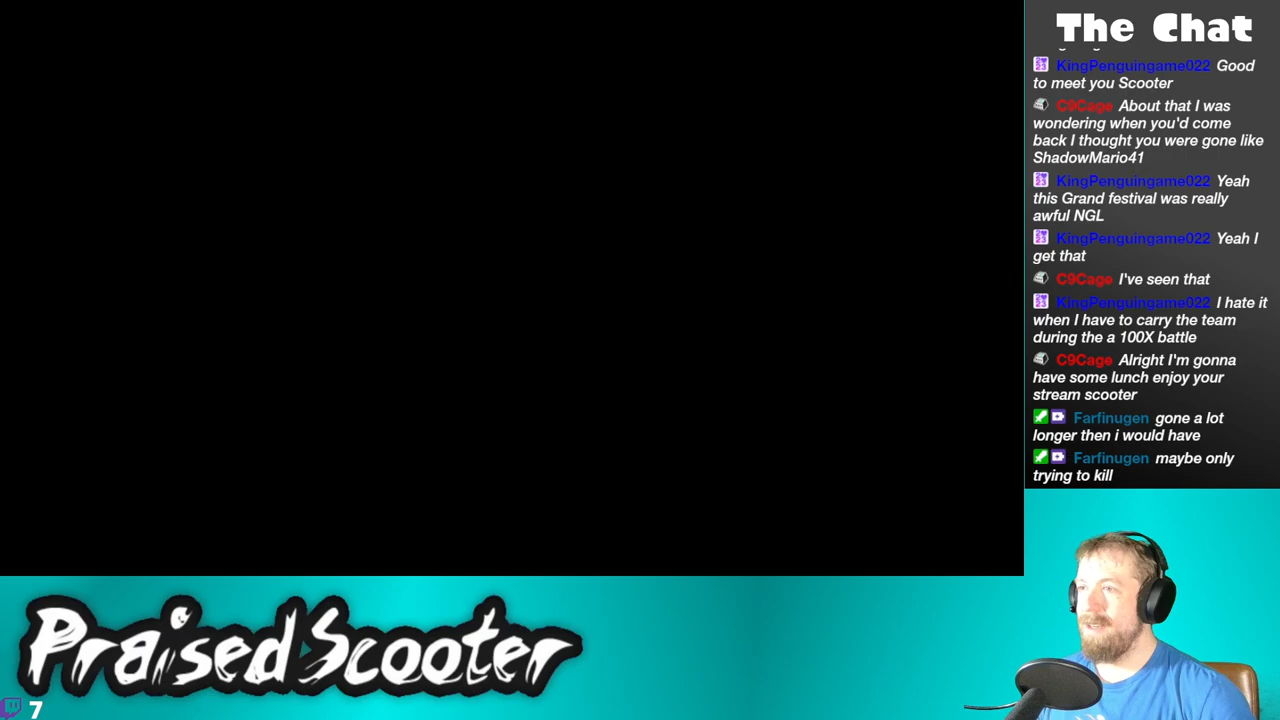 The Chat
KingPenguingame022 Good
to meet you Scooter
C9Cage About that I was
wondering when you'd come
back I thought you were gone like
ShadowMario41
KingPenguingame022 Yeah
this Grand festival was really
awful NGL
KingPenguingame022 Yeah I
get that
C9Cage I've seen that
KingPenguingame022 I hate it
when I have to carry the team
during the a 100X battle
C9Cage Alright I'm gonna
have some lunch enjoy your
stream scooter
Farfinugen gone a lot
longer then i would have
Farfinugen maybe only
trying to kill
PraisedScooter
7